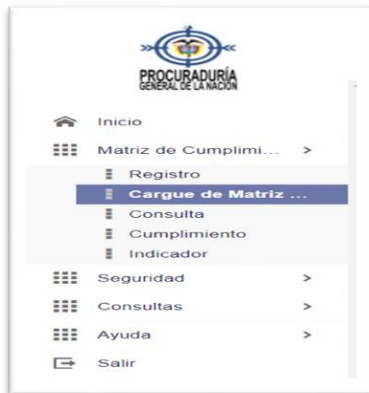 PROCURADURÍA
GENERAL DE LA NACIÓN
Inicio
Matriz de Cumplimi... >
Registro
Cargue de Matriz ...
Consulta
Cumplimiento
Indicador
Seguridad >
Consultas >
Ayuda >
Salir